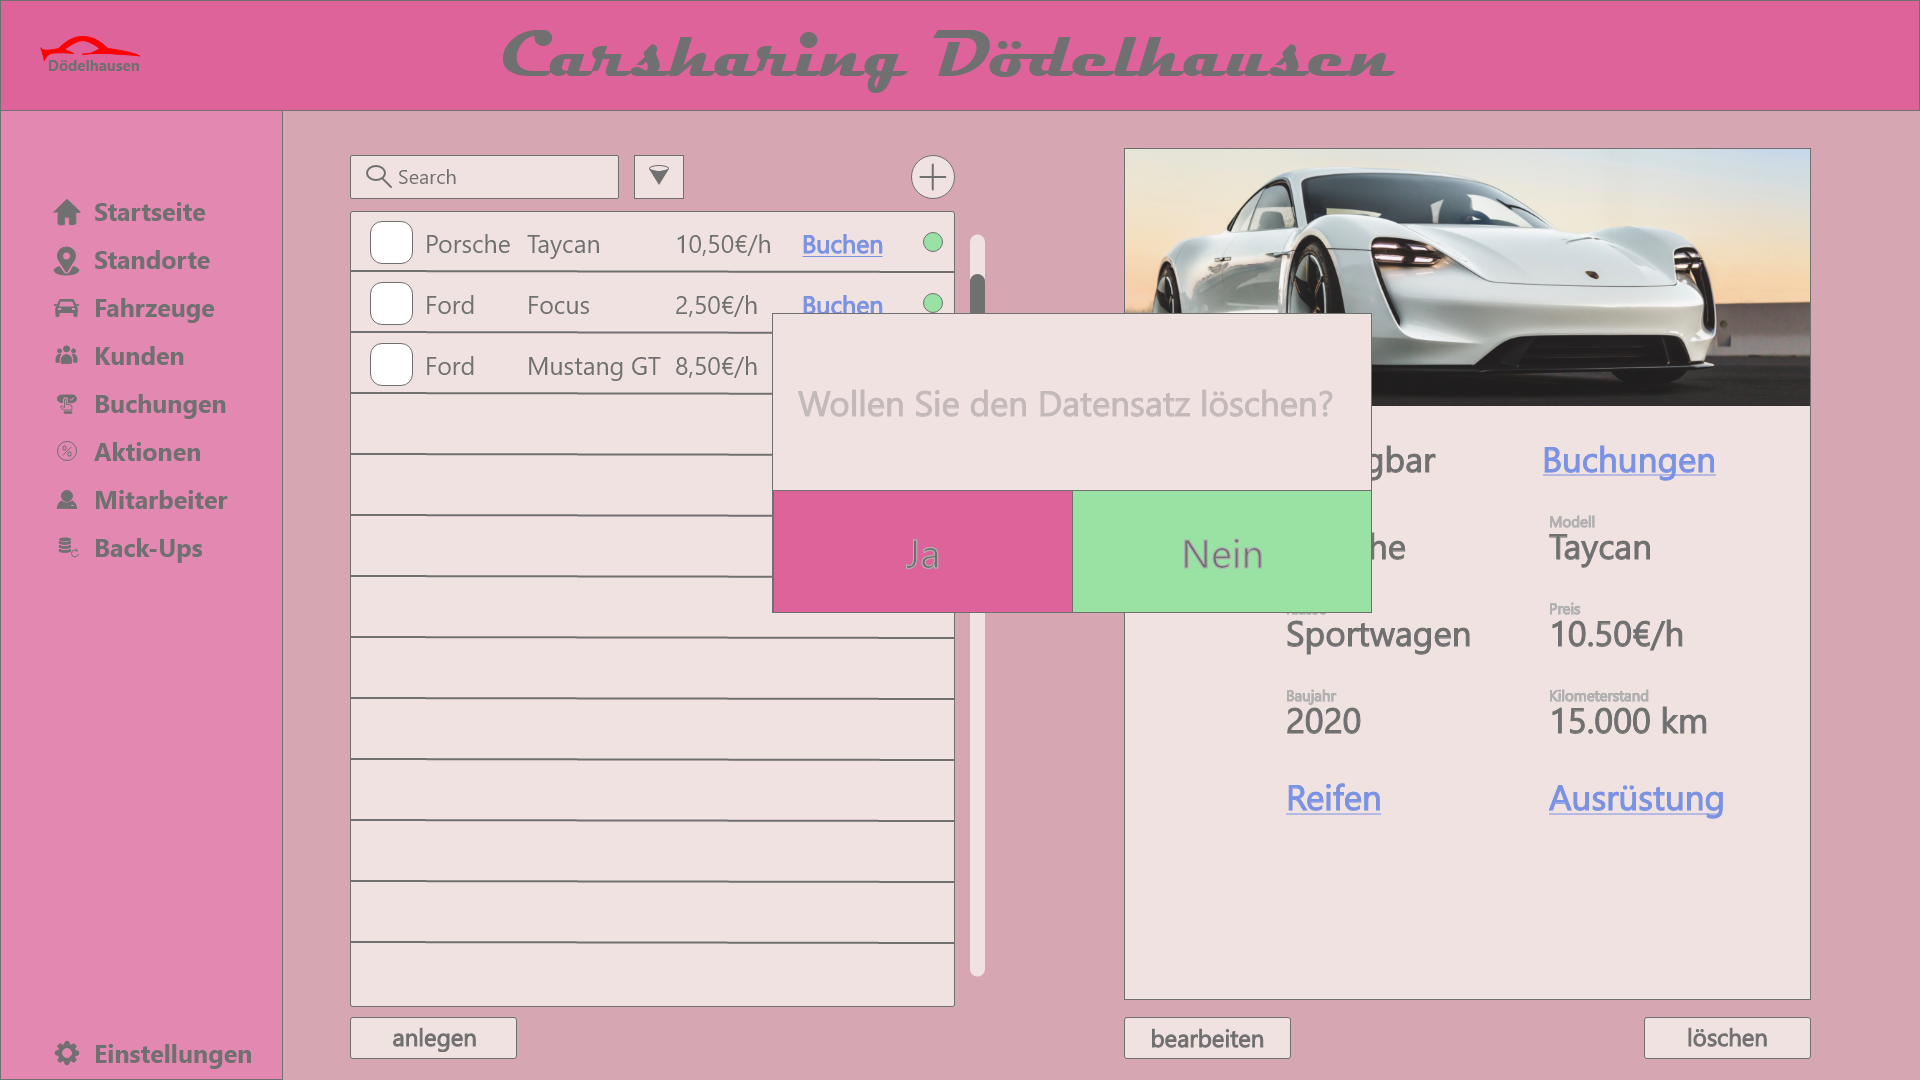 Dödelhausen
Carsharing Dödelhausen
Startseite
Standorte
Fahrzeuge
Kunden
Buchungen
Aktionen
Mitarbeiter
Back-Ups
Einstellungen
Search
Porsche Taycan 10,50€/h Buchen
Ford Focus 2,50€/h Buchen
Ford Mustang GT 8,50€/h
anlegen
Wollen Sie den Datensatz löschen?
Ja
Nein
gbar
Buchungen
he
Modell
Taycan
Sportwagen
Preis
10.50€/h
Baujahr
2020
Kilometerstand
15.000 km
Reifen
Ausrüstung
bearbeiten
löschen